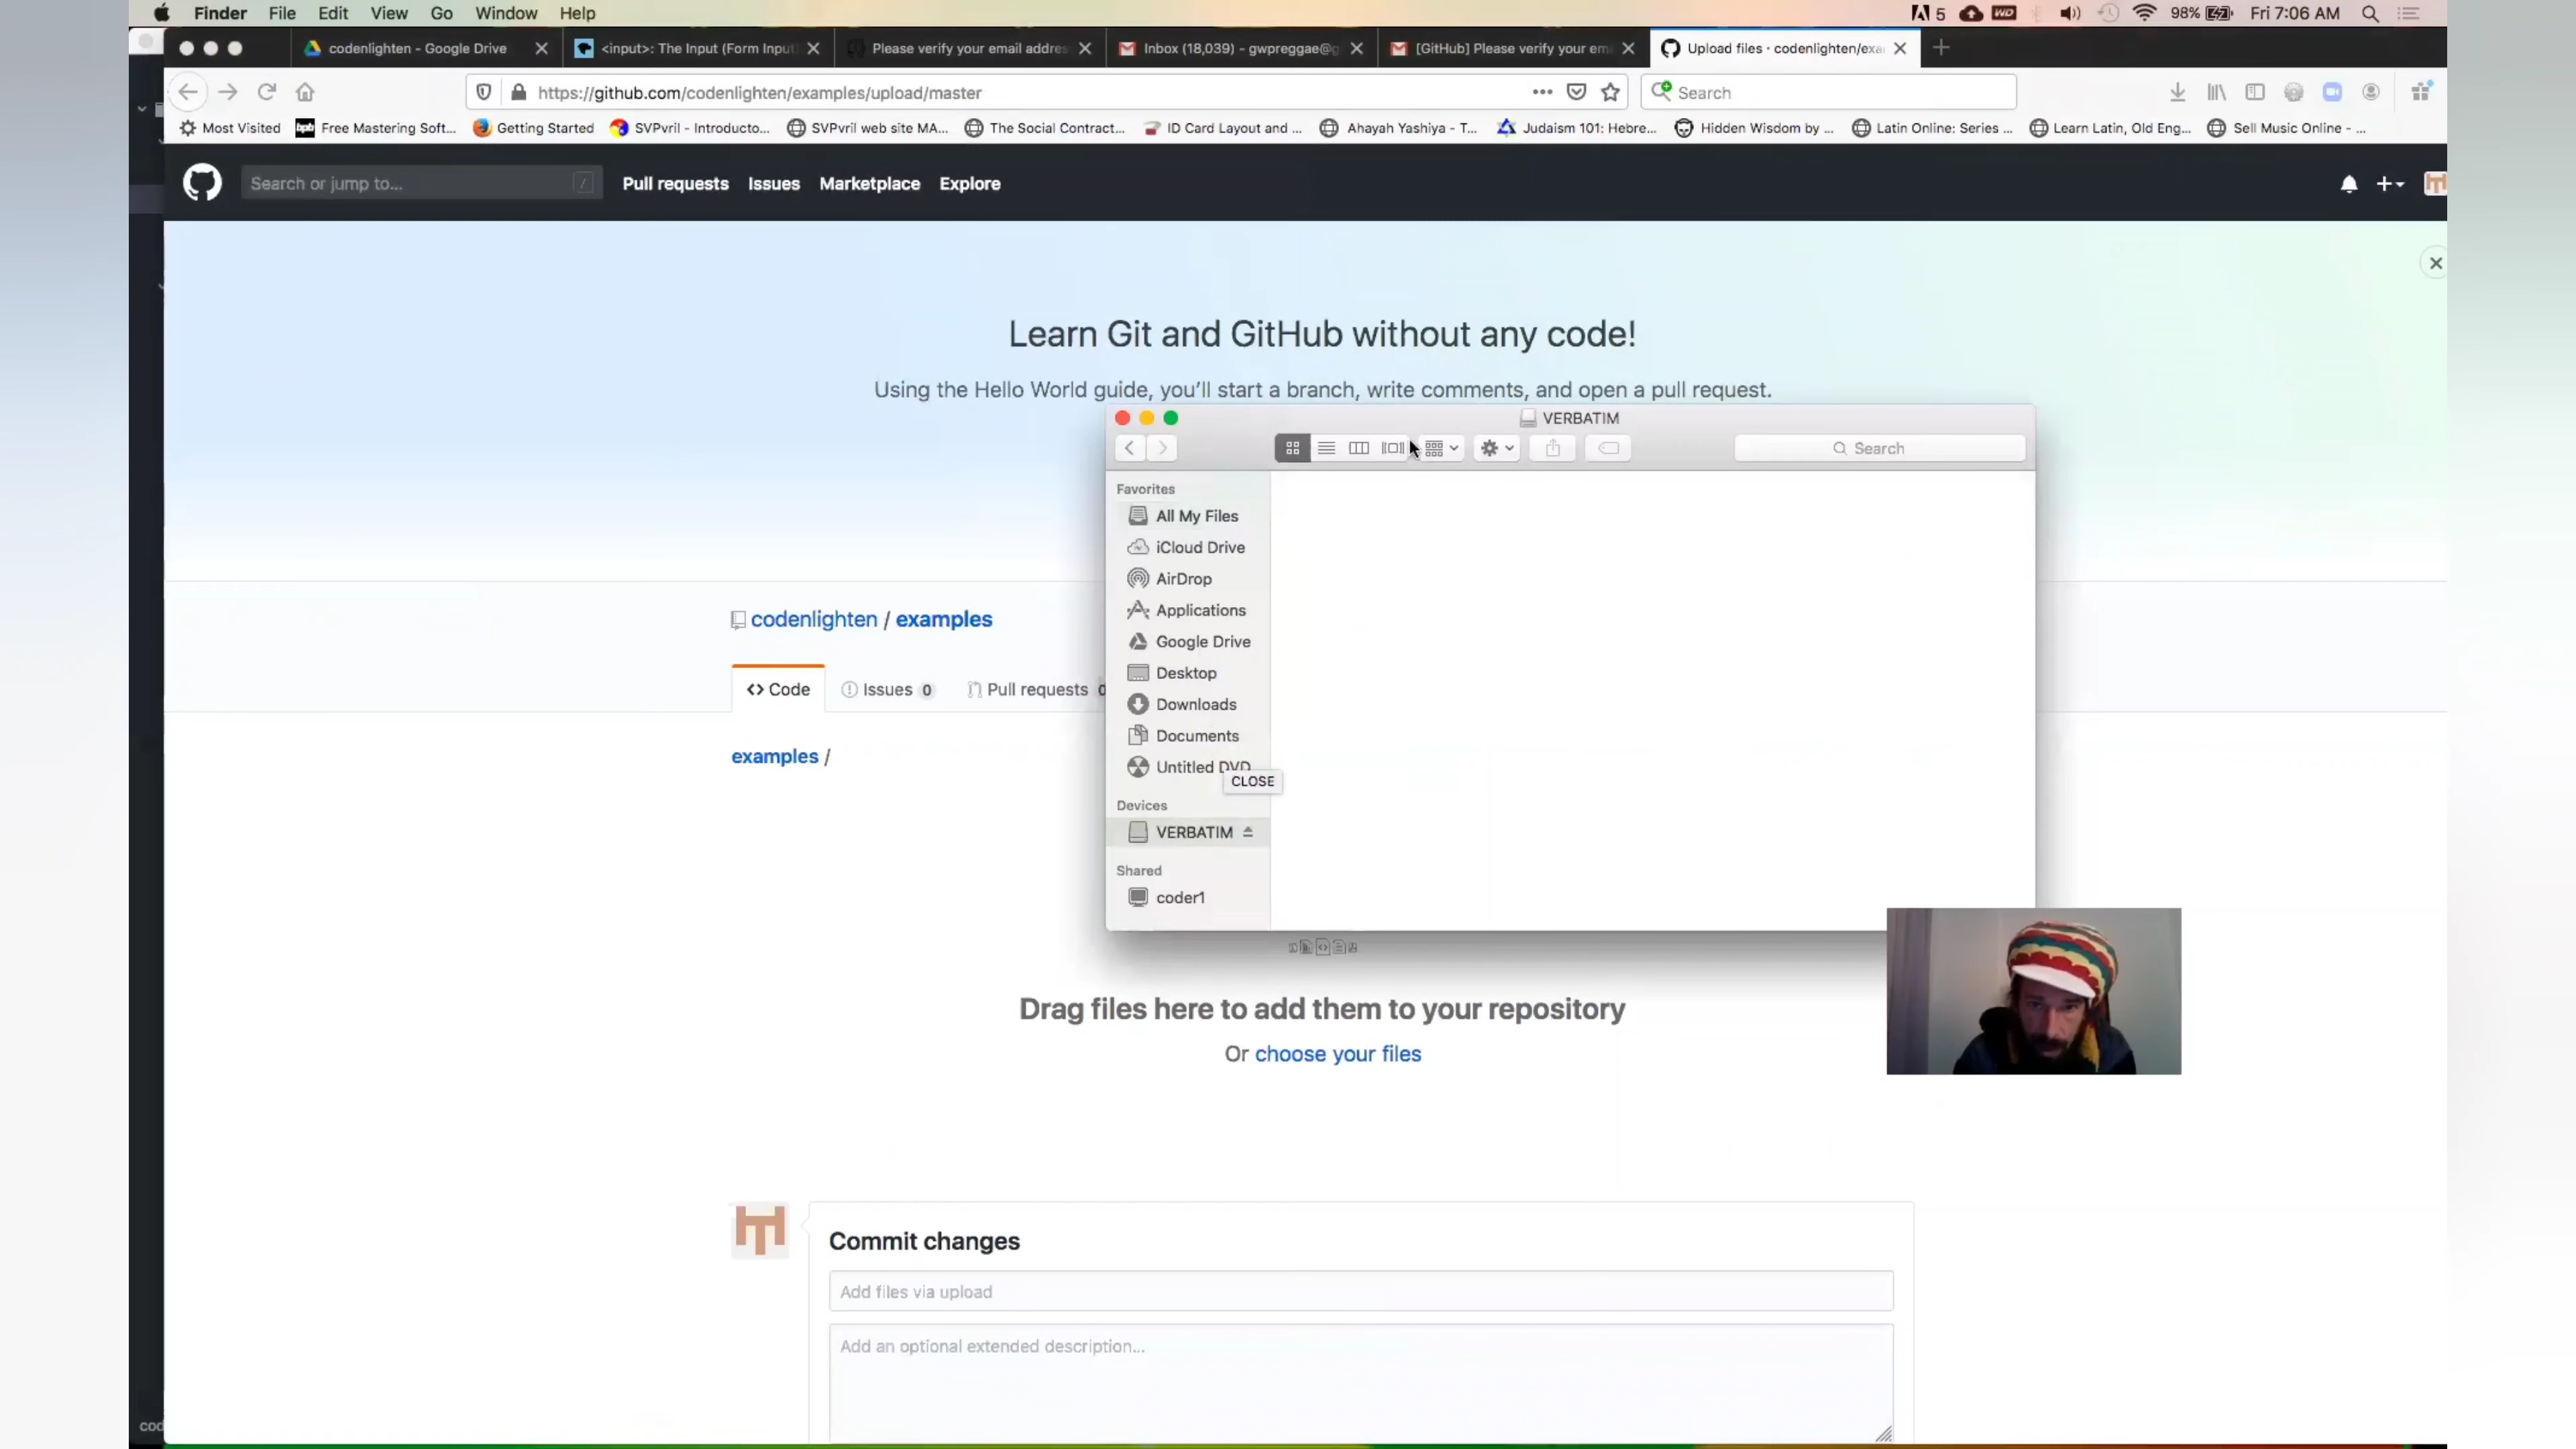 Finder File Edit View Go Window Help
5 WD 98% Fri 7:06 AM
codenlighten - Google Drive
<input>: The Input (Form Input
Please verify your email addres
Inbox (18,039) - gwpreggae@g
[GitHub] Please verify your em
Upload files · codenlighten/exa
https://github.com/codenlighten/examples/upload/master
Search
Most Visited
Free Mastering Soft...
Getting Started
SVPvril - Introducto...
SVPvril web site MA...
The Social Contract...
ID Card Layout and ...
Ahayah Yashiya - T...
Judaism 101: Hebre...
Hidden Wisdom by ...
Latin Online: Series ...
Learn Latin, Old Eng...
Sell Music Online - ...
Search or jump to... /
Pull requests Issues Marketplace Explore
Learn Git and GitHub without any code!
Using the Hello World guide, you'll start a branch, write comments, and open a pull request.
VERBATIM
Search
Favorites
All My Files
iCloud Drive
AirDrop
Applications
Google Drive
Desktop
Downloads
Documents
Untitled DVD
CLOSE
Devices
VERBATIM
Shared
coder1
codenlighten / examples
Code Issues 0 Pull requests 0
examples /
Drag files here to add them to your repository
Or choose your files
Commit changes
Add files via upload
Add an optional extended description...
cod